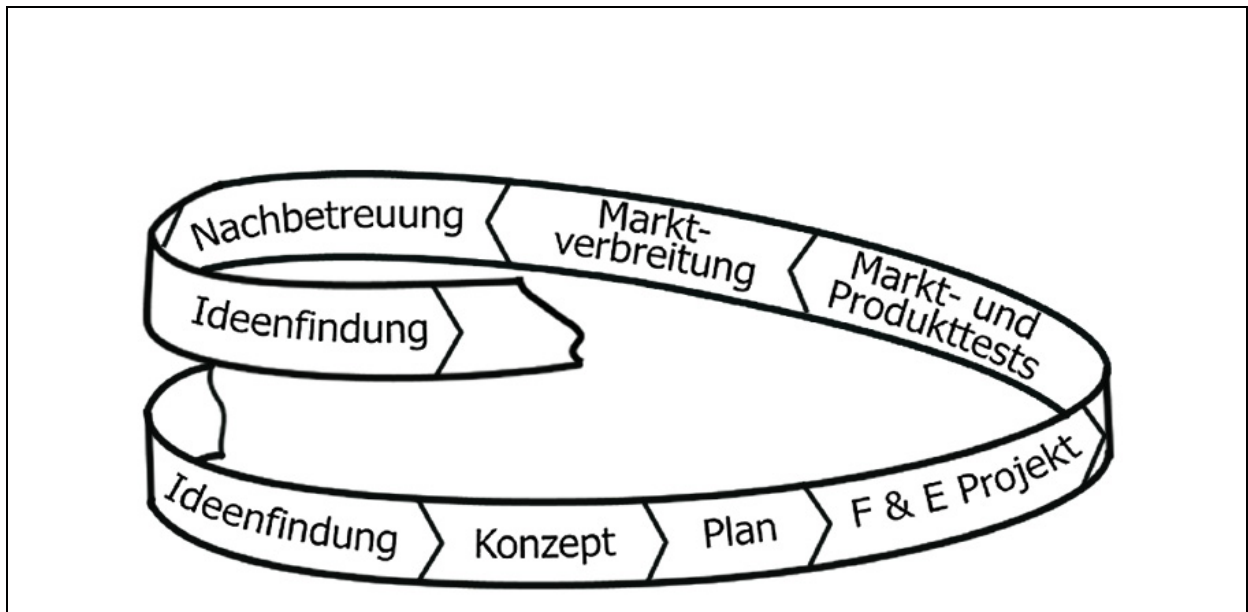 Nachbetreuung
Markt-
verbreitung
Markt- und
Produkttests
Ideenfindung
Ideenfindung
Konzept
Plan
F & E Projekt